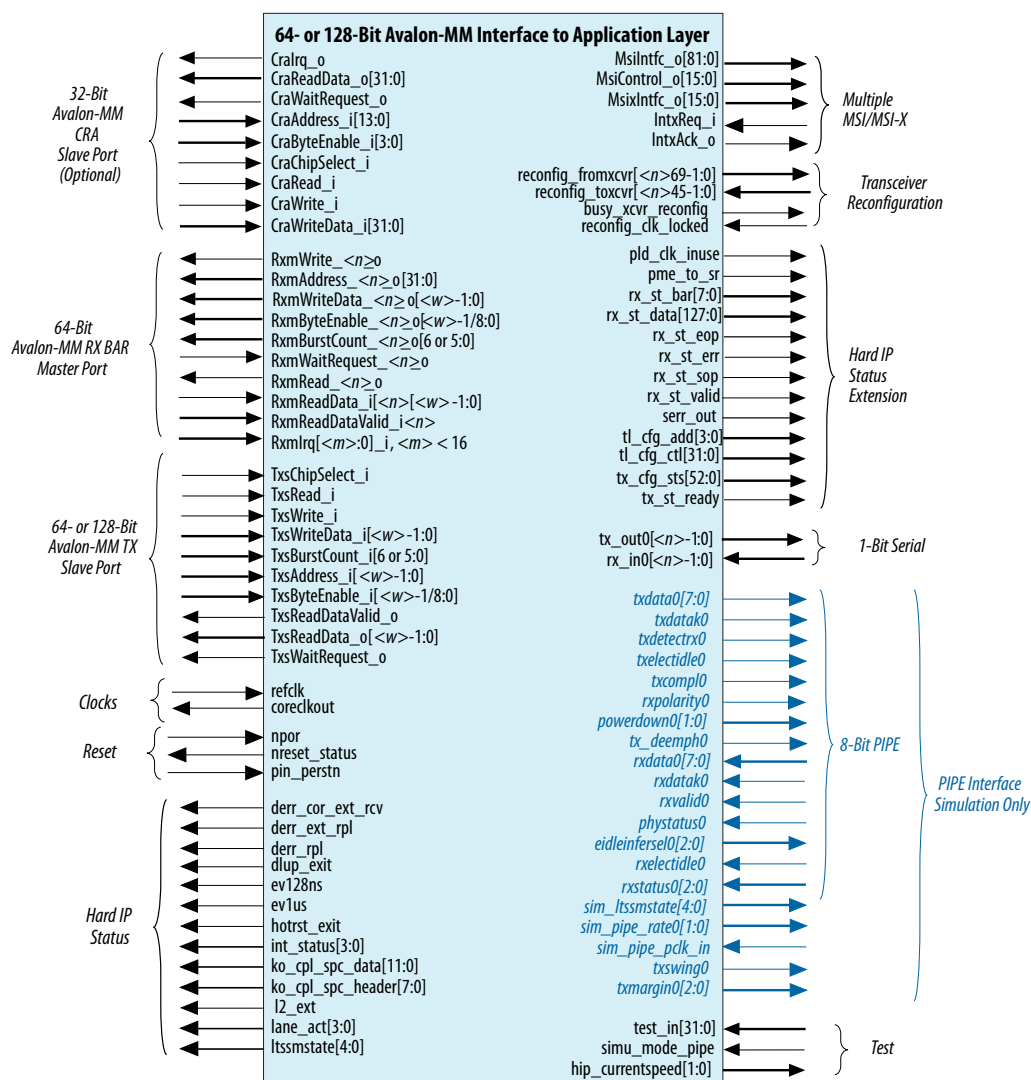 64- or 128-Bit Avalon-MM Interface to Application Layer
32-Bit
Avalon-MM
CRA
Slave Port
(Optional)
CraIrq_o
CraReadData_o[31:0]
CraWaitRequest_o
CraAddress_i[13:0]
CraByteEnable_i[3:0]
CraChipSelect_i
CraRead_i
CraWrite_i
CraWriteData_i[31:0]
64-Bit
Avalon-MM RX BAR
Master Port
RxmWrite_<n>o
RxmAddress_<n>o[31:0]
RxmWriteData_<n>o[<w>-1:0]
RxmByteEnable_<n>o[<w>-1/8:0]
RxmBurstCount_<n>o[6 or 5:0]
RxmWaitRequest_<n>o
RxmRead_<n>o
RxmReadData_i[<n>[<w>-1:0]
RxmReadDataValid_i<n>
RxmIrq[<m>:0]_i, <m> < 16
64- or 128-Bit
Avalon-MM TX
Slave Port
TxsChipSelect_i
TxsRead_i
TxsWrite_i
TxsWriteData_i[<w>-1:0]
TxsBurstCount_i[6 or 5:0]
TxsAddress_i[<w>-1:0]
TxsByteEnable_i[<w>-1/8:0]
TxsReadDataValid_o
TxsReadData_o[<w>-1:0]
TxsWaitRequest_o
Clocks
refclk
coreclkout
Reset
npor
nreset_status
pin_perstn
Hard IP
Status
derr_cor_ext_rcv
derr_ext_rpl
derr_rpl
dlup_exit
ev128ns
ev1us
hotrst_exit
int_status[3:0]
ko_cpl_spc_data[11:0]
ko_cpl_spc_header[7:0]
l2_ext
lane_act[3:0]
ltssmstate[4:0]
MsiIntfc_o[81:0]
MsiControl_o[15:0]
MsixIntfc_o[15:0]
IntxReq_i
IntxAck_o
Multiple
MSI/MSI-X
reconfig_fromxcvr[<n>69-1:0]
reconfig_toxcvr[<n>45-1:0]
busy_xcvr_reconfig
reconfig_clk_locked
Transceiver
Reconfiguration
pld_clk_inuse
pme_to_sr
rx_st_bar[7:0]
rx_st_data[127:0]
rx_st_eop
rx_st_err
rx_st_sop
rx_st_valid
serr_out
tl_cfg_add[3:0]
tl_cfg_ctl[31:0]
tx_cfg_sts[52:0]
tx_st_ready
Hard IP
Status
Extension
tx_out0[<n>-1:0]
rx_in0[<n>-1:0]
1-Bit Serial
txdata0[7:0]
txdatak0
txdetectrx0
txelectidle0
txcompl0
rxpolarity0
powerdown0[1:0]
tx_deemph0
rxdata0[7:0]
rxdatak0
rxvalid0
phystatus0
eidleinfersel0[2:0]
rxelectidle0
rxstatus0[2:0]
sim_ltssmstate[4:0]
sim_pipe_rate0[1:0]
sim_pipe_pclk_in
txswing0
txmargin0[2:0]
8-Bit PIPE
PIPE Interface
Simulation Only
test_in[31:0]
simu_mode_pipe
hip_currentspeed[1:0]
Test